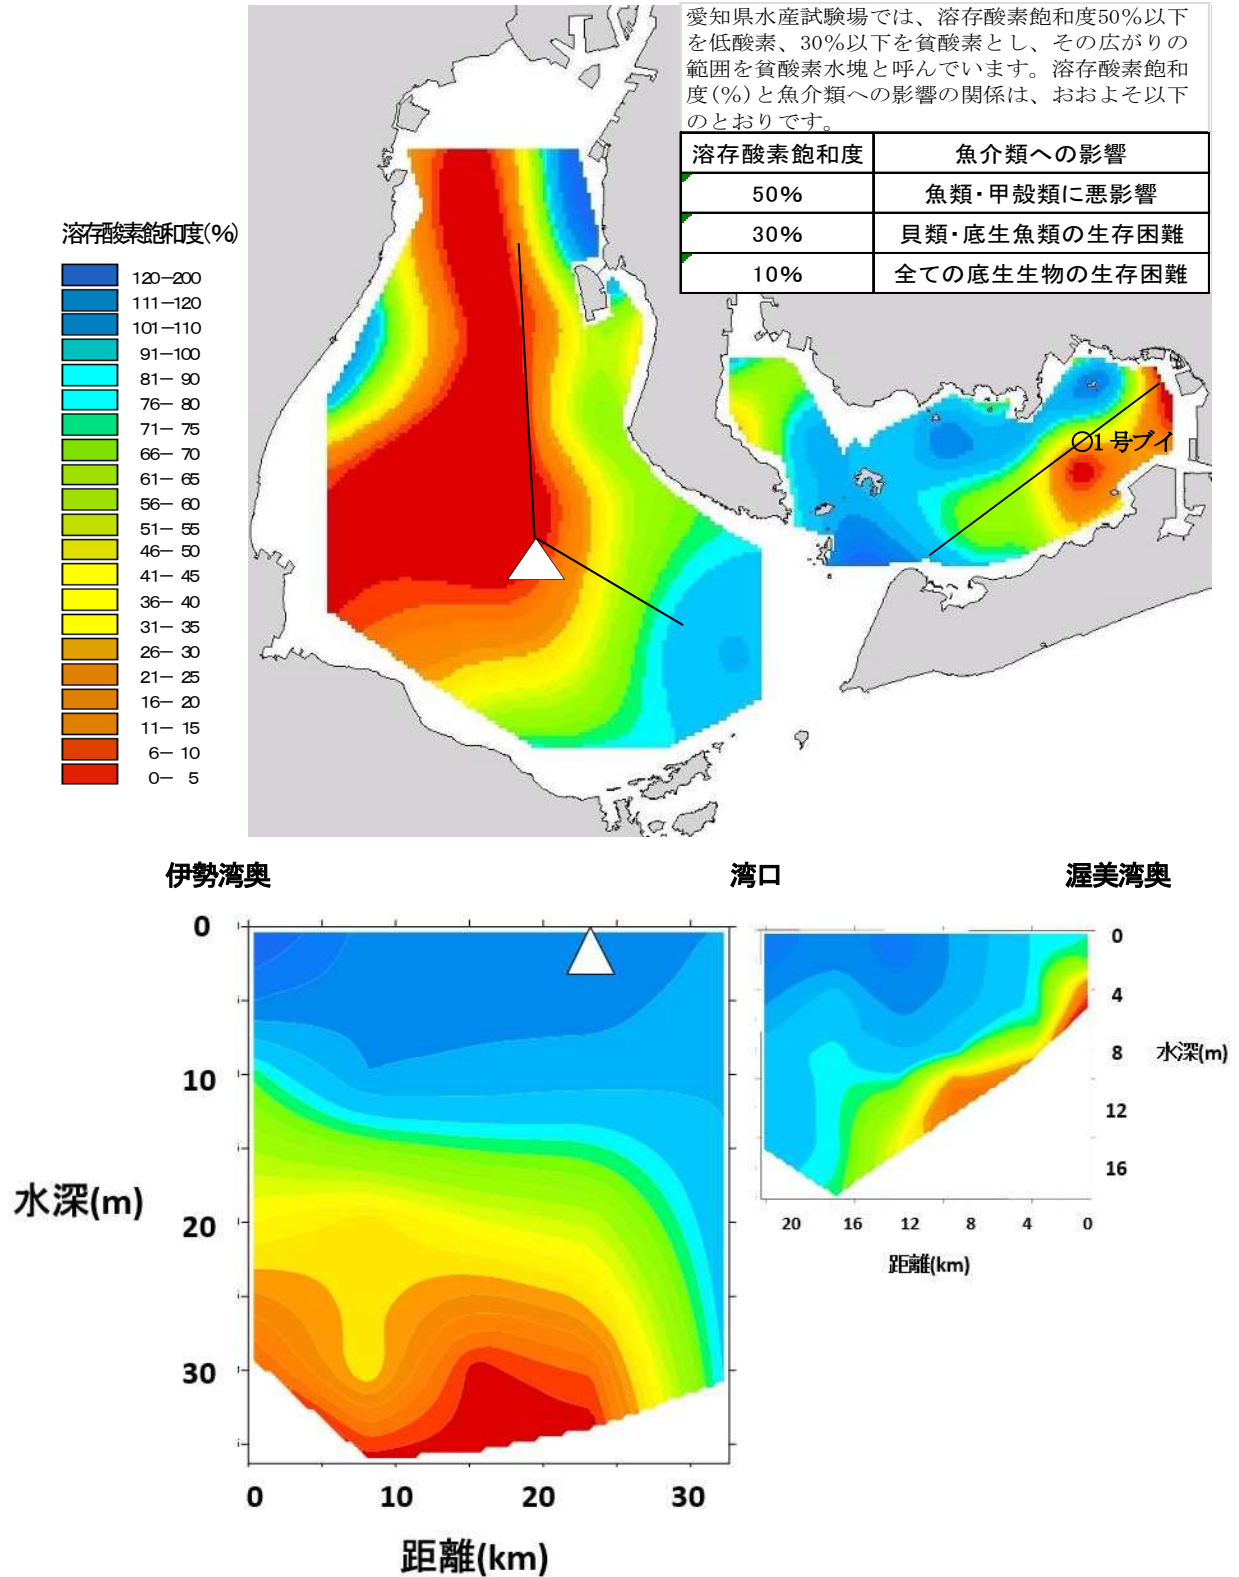 愛知県水産試験場では、溶存酸素飽和度50%以下
を低酸素、30%以下を貧酸素とし、その広がりの
範囲を貧酸素水塊と呼んでいます。溶存酸素飽和
度(%)と魚介類への影響の関係は、おおよそ以下
のとおりです。
溶存酸素飽和度 魚介類への影響
50% 魚類・甲殻類に悪影響
30% 貝類・底生魚類の生存困難
10% 全ての底生生物の生存困難
溶存酸素飽和度(%)
120-200
111-120
101-110
91-100
81- 90
76- 80
71- 75
66- 70
61- 65
56- 60
51- 55
46- 50
41- 45
36- 40
31- 35
26- 30
21- 25
16- 20
11- 15
6- 10
0- 5
1号ブイ
伊勢湾奥 湾口 渥美湾奥
0
10
20
30
水深(m)
0 10 20 30
距離(km)
0
4
8
12
16
水深(m)
20 16 12 8 4 0
距離(km)